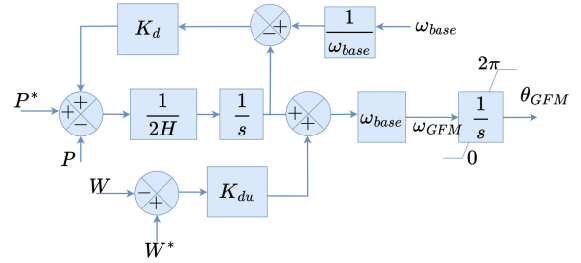 K_d
− +
1/ω_base
ω_base
2π
P*
+ + −
1/2H
1/s
+ +
ω_base
ω_GFM
1/s
θ_GFM
P
0
W
− +
K_du
W*